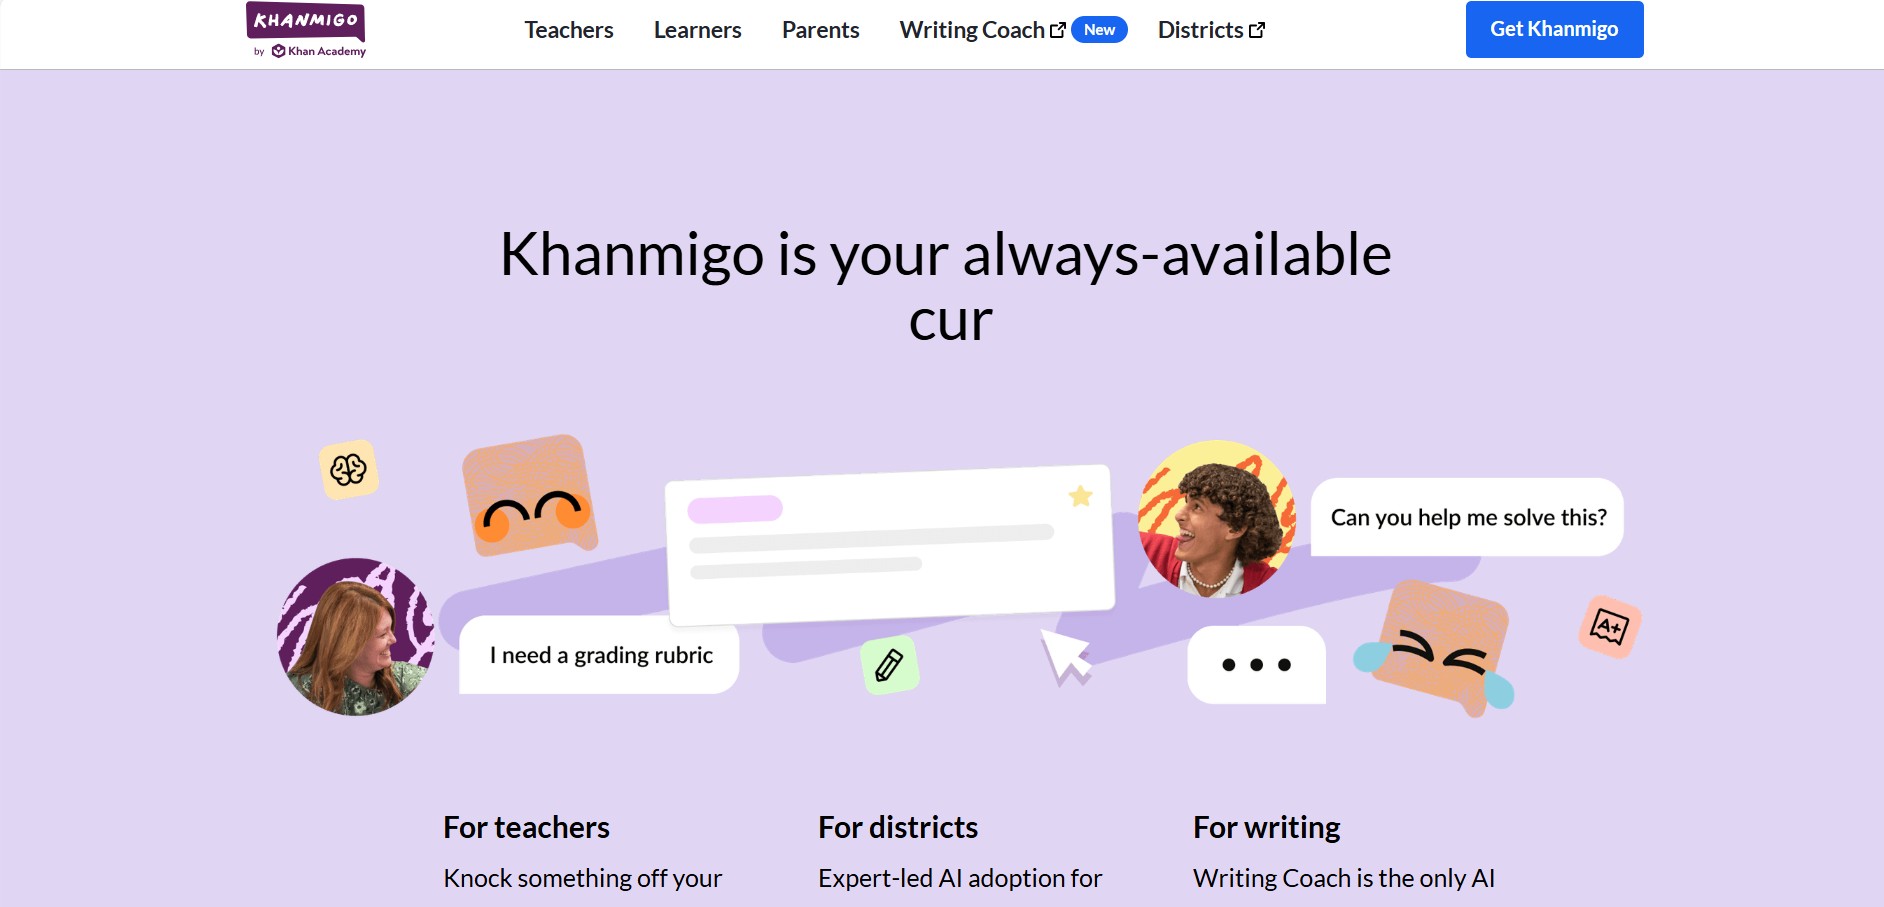 KHANMIGO
by Khan Academy
Teachers Learners Parents Writing Coach New Districts
Get Khanmigo
Khanmigo is your always-available
cur
Can you help me solve this?
I need a grading rubric
A+
For teachers
Knock something off your
For districts
Expert-led AI adoption for
For writing
Writing Coach is the only AI